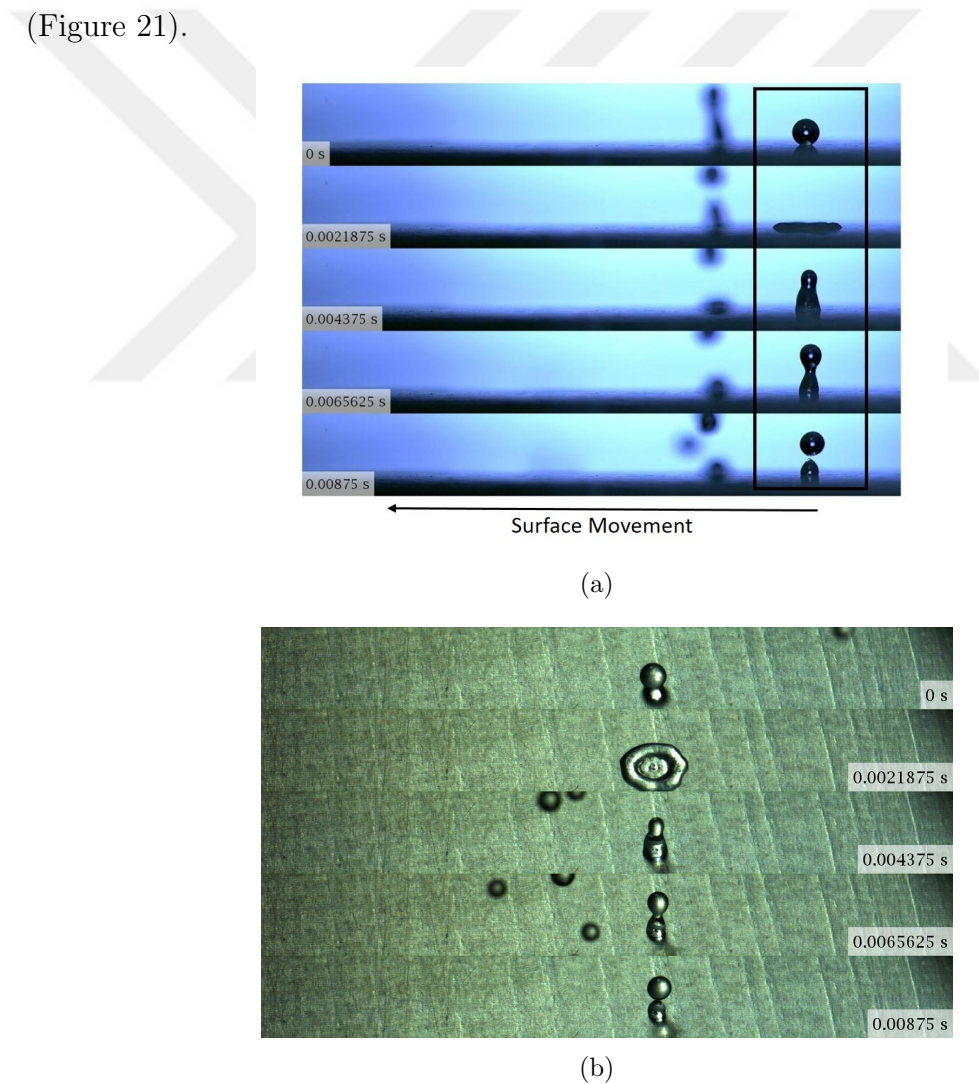 (Figure 21).
0 s
0.0021875 s
0.004375 s
0.0065625 s
0.00875 s
Surface Movement
(a)
0 s
0.0021875 s
0.004375 s
0.0065625 s
0.00875 s
(b)